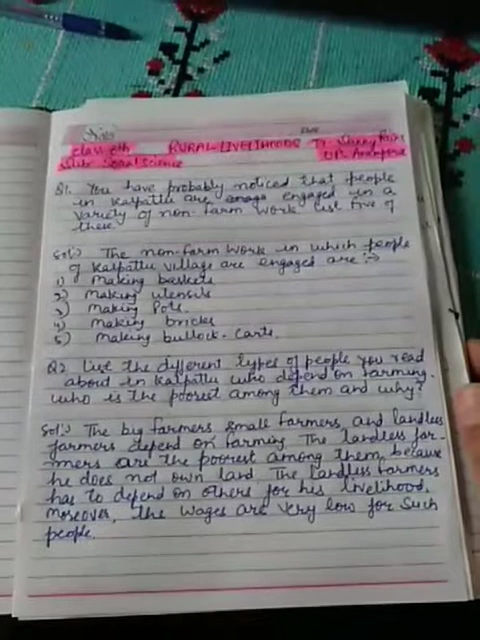 class 6th RURAL LIVELIHOODS Tr Sunny Raj
Sub: Social Science UPS
Q1. You have probably noticed that people
in Kalpattu are engaged in a
variety of non-farm work list five of
these
Sol:) The non-farm work in which people
of Kalpattu village are engaged are :→
1) making baskets
2) making utensils
3) making Pots.
4) making bricks
5) making bullock-carts.
Q2 List the different types of people you read
about in Kalpattu who depend on farming.
who is the poorest among them and why?
Sol:) The big farmers small farmers, and landless
farmers depend on farming The landless far-
mers are the poorest among them, because
he does not own land. The landless farmers
has to depend on others for his livelihood.
Moreover, the wages are very low for such
people.